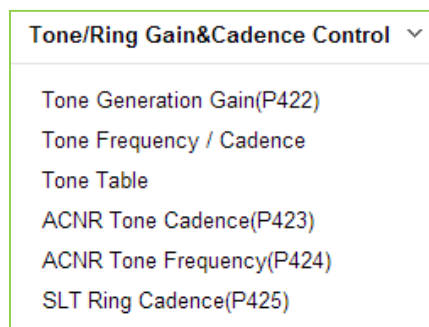 Tone/Ring Gain&Cadence Control
Tone Generation Gain(P422)
Tone Frequency / Cadence
Tone Table
ACNR Tone Cadence(P423)
ACNR Tone Frequency(P424)
SLT Ring Cadence(P425)